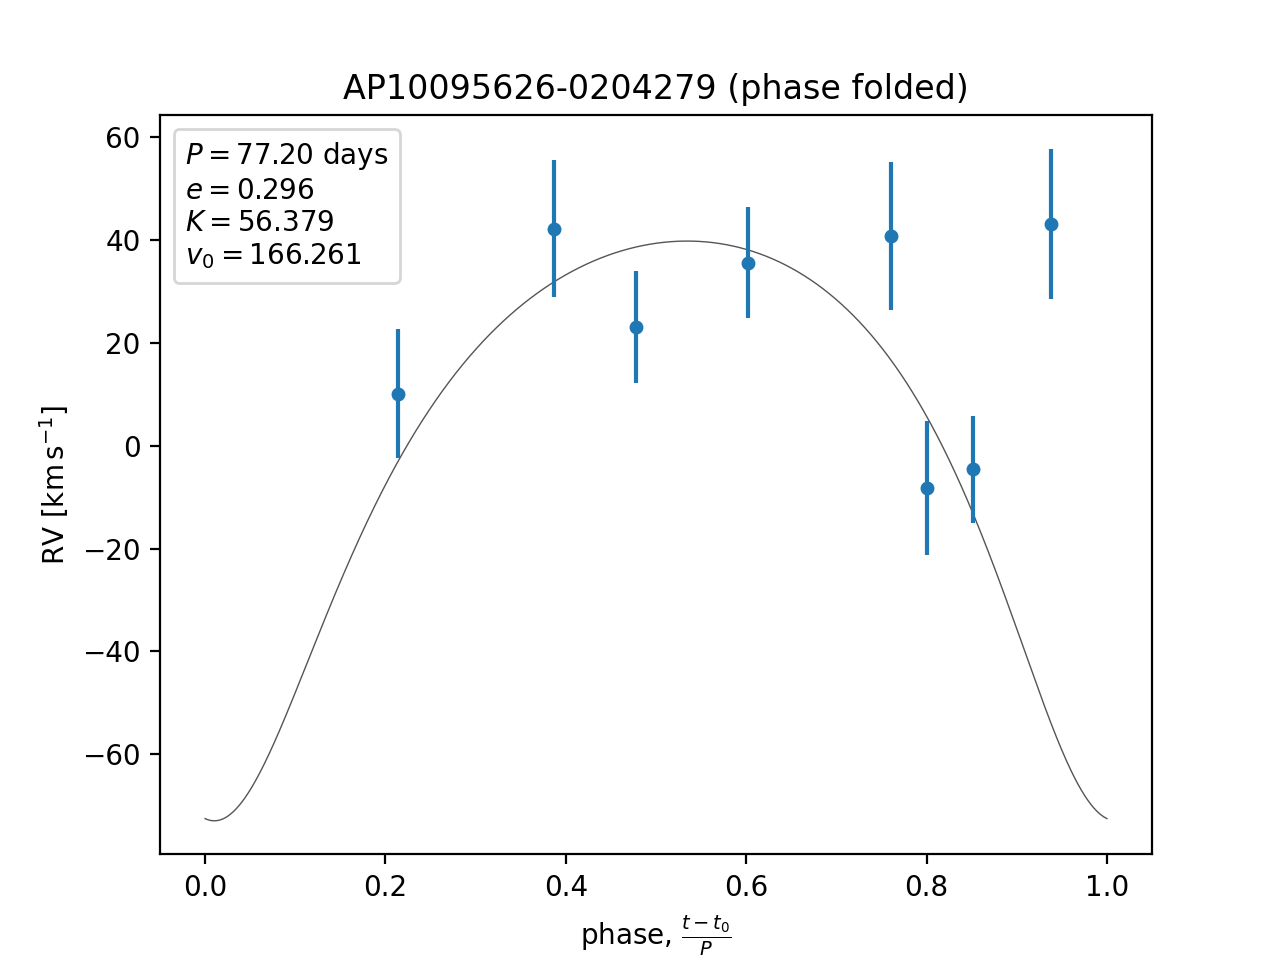 AP10095626-0204279 (phase folded)
P = 77.20 days
e = 0.296
K = 56.379
v₀ = 166.261
60
40
20
0
−20
−40
−60
RV [km s⁻¹]
0.0 0.2 0.4 0.6 0.8 1.0
phase, (t − t₀)/P